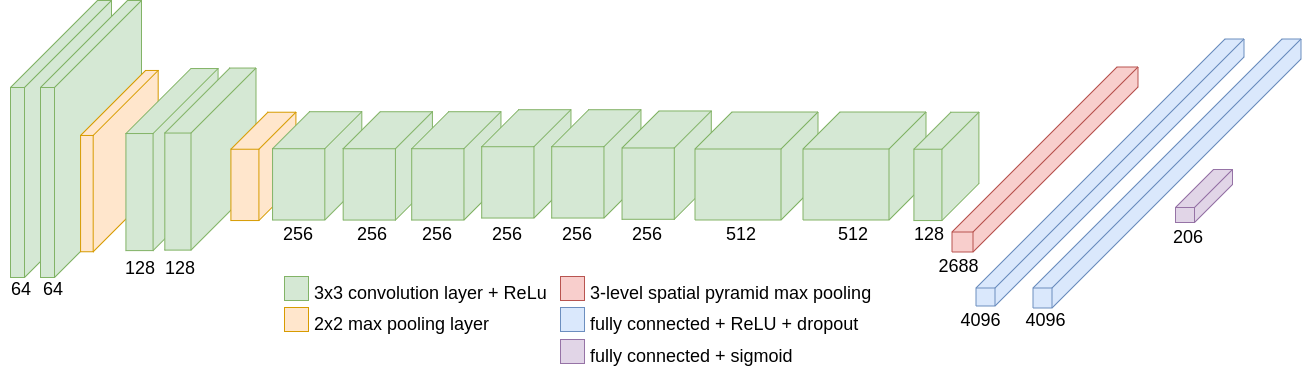 64 64
128 128
256 256 256 256 256 256 512 512 128
2688
4096 4096
206
3x3 convolution layer + ReLu
2x2 max pooling layer
3-level spatial pyramid max pooling
fully connected + ReLU + dropout
fully connected + sigmoid